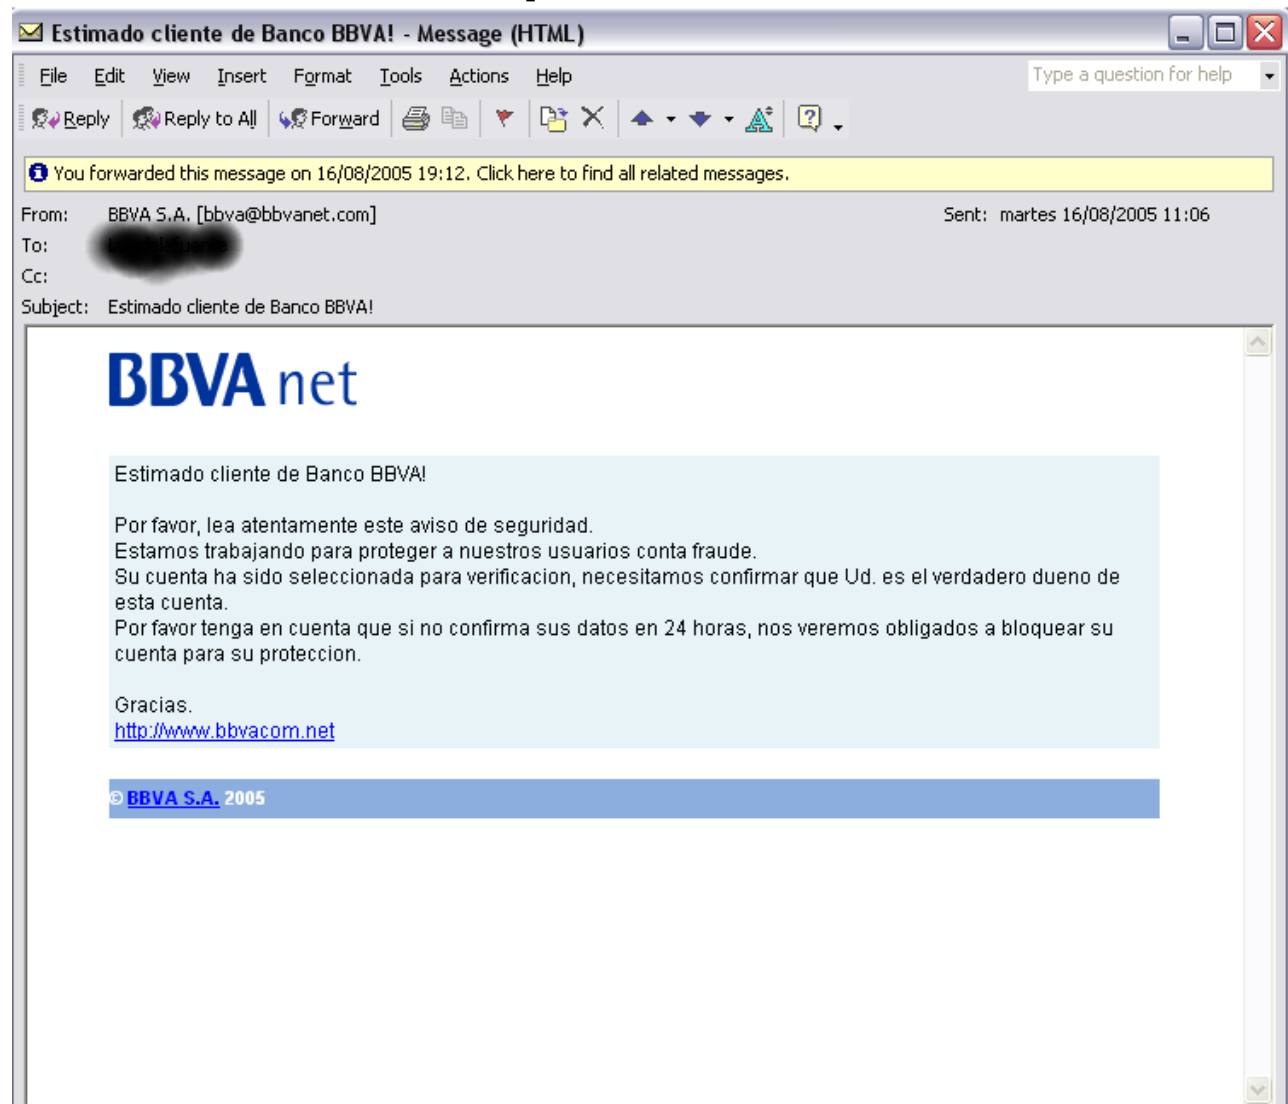 Estimado cliente de Banco BBVA! - Message (HTML)
File Edit View Insert Format Tools Actions Help
Type a question for help
Reply Reply to All Forward
You forwarded this message on 16/08/2005 19:12. Click here to find all related messages.
From: BBVA S.A. [bbva@bbvanet.com] Sent: martes 16/08/2005 11:06
To:
Cc:
Subject: Estimado cliente de Banco BBVA!
BBVA net
Estimado cliente de Banco BBVA!
Por favor, lea atentamente este aviso de seguridad.
Estamos trabajando para proteger a nuestros usuarios conta fraude.
Su cuenta ha sido seleccionada para verificacion, necesitamos confirmar que Ud. es el verdadero dueno de
esta cuenta.
Por favor tenga en cuenta que si no confirma sus datos en 24 horas, nos veremos obligados a bloquear su
cuenta para su proteccion.
Gracias.
http://www.bbvacom.net
© BBVA S.A. 2005